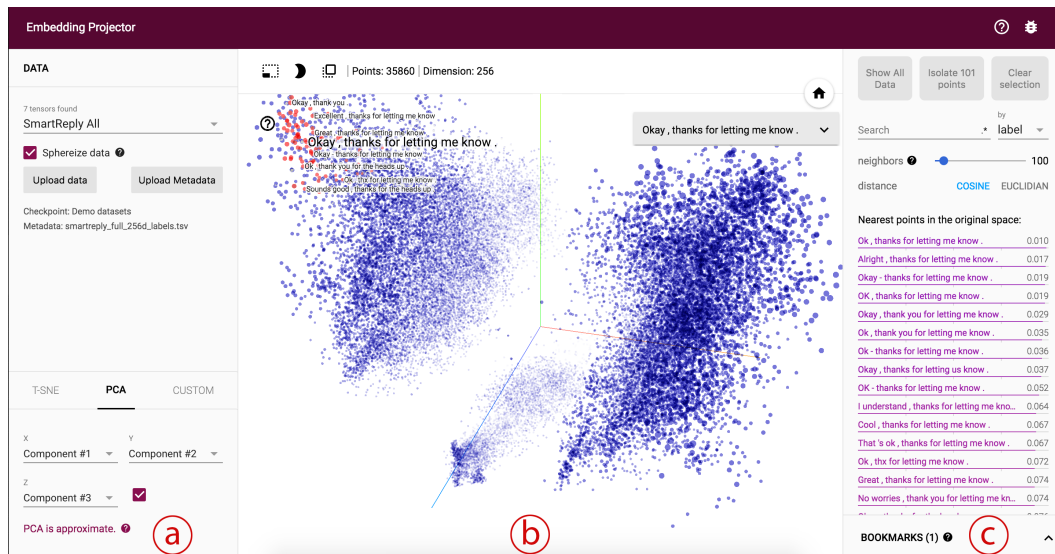 Embedding Projector
DATA
7 tensors found
SmartReply All
Sphereize data
Upload data
Upload Metadata
Checkpoint: Demo datasets
Metadata: smartreply_full_256d_labels.tsv
T-SNE
PCA
CUSTOM
X
Y
Component #1
Component #2
Z
Component #3
PCA is approximate.
a
Points: 35860
Dimension: 256
Okay , thank you .
Excellent , thanks for letting me know .
Great , thanks for letting me know .
Okay , thanks for letting me know .
Okay - thanks for letting me know .
Ok , thank you for the heads up .
Ok , thx for letting me know .
Sounds good , thanks for the heads up .
Okay , thanks for letting me know .
b
Show All Data
Isolate 101 points
Clear selection
by
Search
.*
label
neighbors
100
distance
COSINE
EUCLIDIAN
Nearest points in the original space:
Ok , thanks for letting me know . 0.010
Alright , thanks for letting me know . 0.017
Okay - thanks for letting me know . 0.019
OK , thanks for letting me know . 0.019
Okay , thank you for letting me know . 0.029
Ok , thank you for letting me know . 0.035
Ok - thanks for letting me know . 0.036
Okay , thanks for letting us know . 0.037
OK - thanks for letting me know . 0.052
I understand , thanks for letting me kno... 0.064
Cool , thanks for letting me know . 0.067
That 's ok , thanks for letting me know . 0.067
Ok , thx for letting me know . 0.072
Great , thanks for letting me know . 0.074
No worries , thank you for letting me kn... 0.074
BOOKMARKS (1)
c